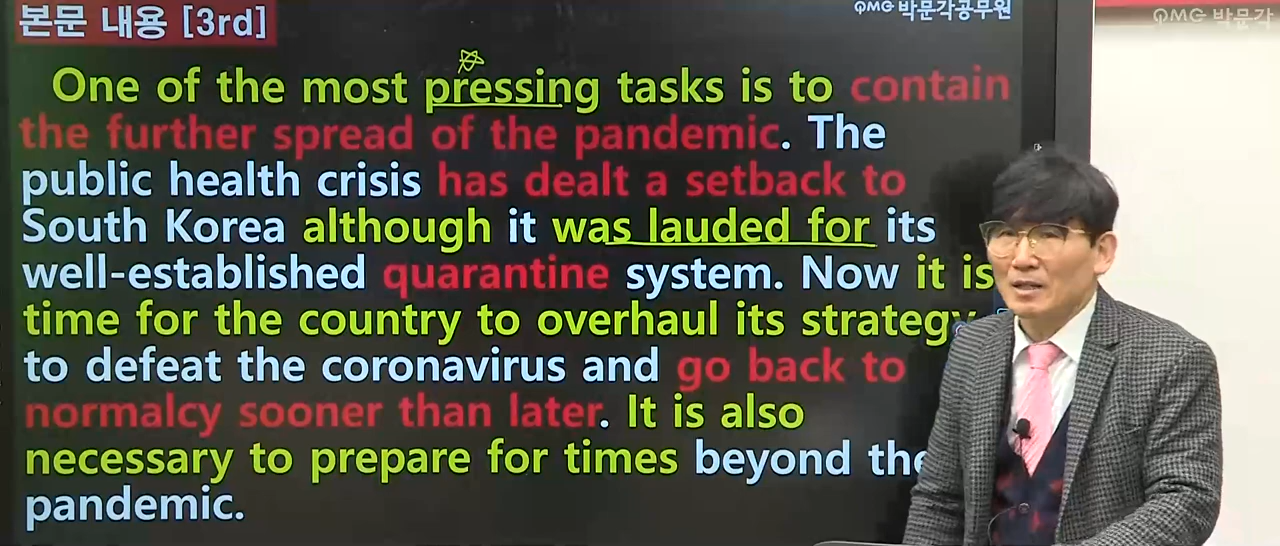 본문 내용 [3rd]
PMG 박문각공무원
PMG 박문각
One of the most pressing tasks is to contain
the further spread of the pandemic. The
public health crisis has dealt a setback to
South Korea although it was lauded for its
well-established quarantine system. Now it is
time for the country to overhaul its strategy
to defeat the coronavirus and go back to
normalcy sooner than later. It is also
necessary to prepare for times beyond the
pandemic.